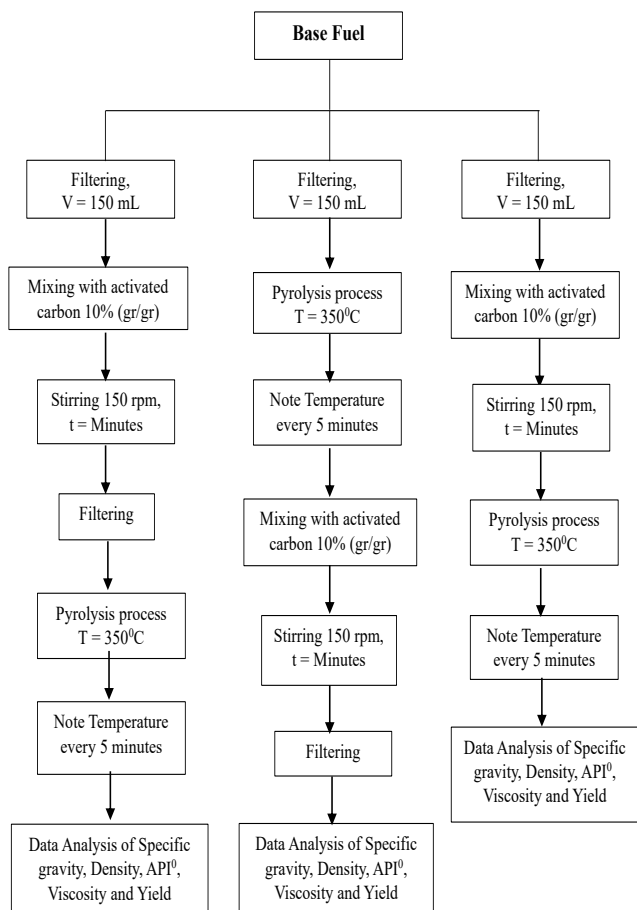 Base Fuel
Filtering,
V = 150 mL
Mixing with activated
carbon 10% (gr/gr)
Stirring 150 rpm,
t = Minutes
Filtering
Pyrolysis process
T = 350⁰C
Note Temperature
every 5 minutes
Data Analysis of Specific
gravity, Density, API⁰,
Viscosity and Yield
Filtering,
V = 150 mL
Pyrolysis process
T = 350⁰C
Note Temperature
every 5 minutes
Mixing with activated
carbon 10% (gr/gr)
Stirring 150 rpm,
t = Minutes
Filtering
Data Analysis of Specific
gravity, Density, API⁰,
Viscosity and Yield
Filtering,
V = 150 mL
Mixing with activated
carbon 10% (gr/gr)
Stirring 150 rpm,
t = Minutes
Pyrolysis process
T = 350⁰C
Note Temperature
every 5 minutes
Data Analysis of Specific
gravity, Density, API⁰,
Viscosity and Yield